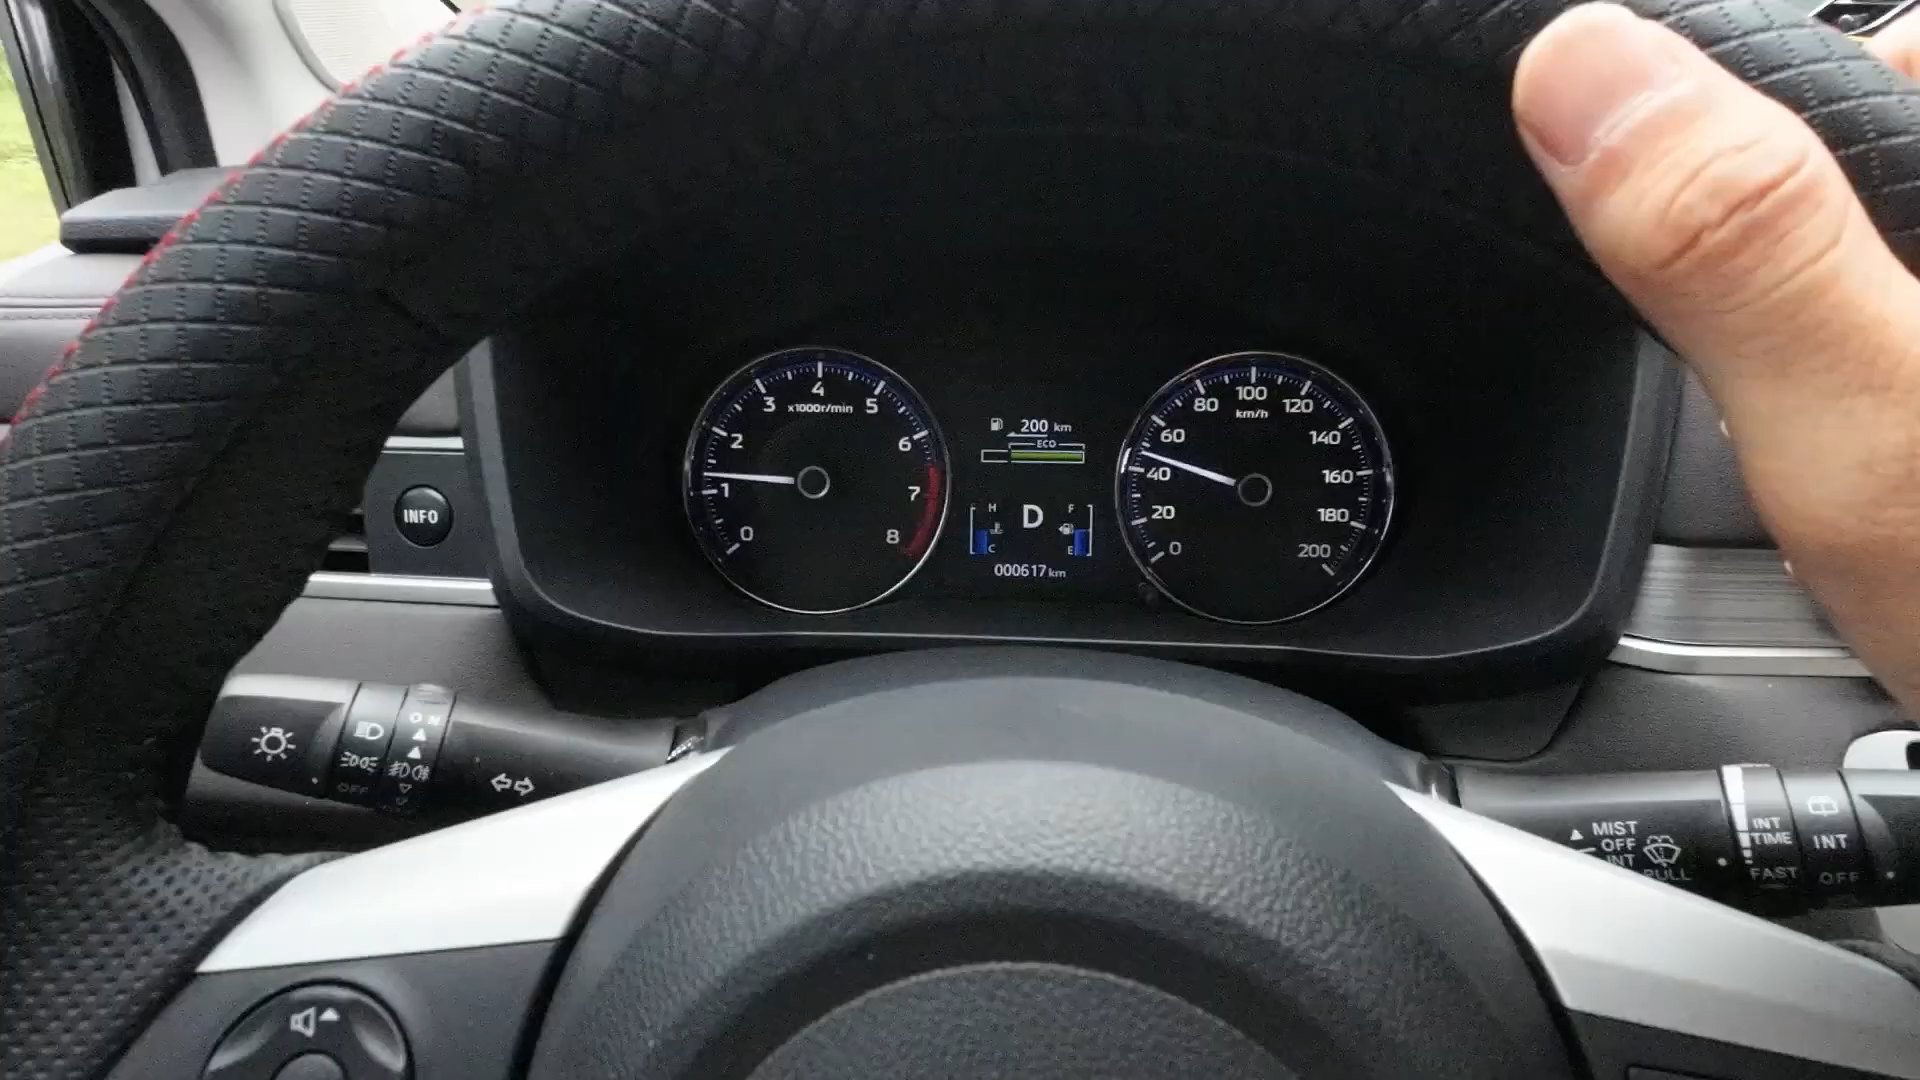 4
3 x1000r/min 5
2 6
1 7
0 8
200 km
ECO
H D F
C E
000617 km
100
80 km/h 120
60 140
40 160
20 180
0 200
INFO
ON
OFF
MIST
OFF
INT
PULL
INT
TIME
FAST
INT
OFF